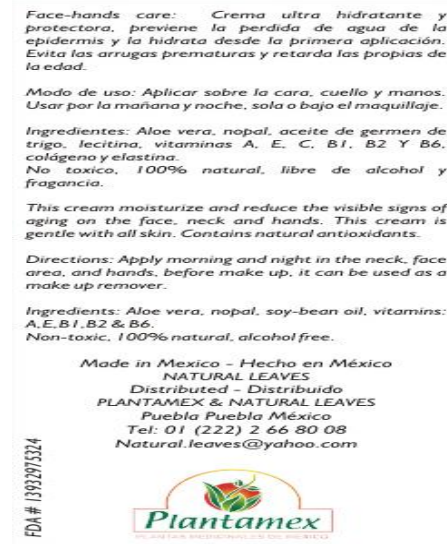 Face-hands care: Crema ultra hidratante y
protectora, previene la perdida de agua de la
epidermis y la hidrata desde la primera aplicación.
Evita las arrugas prematuras y retarda las propias de
la edad.
Modo de uso: Aplicar sobre la cara, cuello y manos.
Usar por la mañana y noche, sola o bajo el maquillaje.
Ingredientes: Aloe vera, nopal, aceite de germen de
trigo, lecitina, vitaminas A, E, C, B1, B2 Y B6,
colágeno y elastina.
No toxico, 100% natural, libre de alcohol y
fragancia.
This cream moisturize and reduce the visible signs of
aging on the face, neck and hands. This cream is
gentle with all skin. Contains natural antioxidants.
Directions: Apply morning and night in the neck, face
area, and hands, before make up, it can be used as a
make up remover.
Ingredients: Aloe vera, nopal, soy-bean oil, vitamins:
A,E,B1,B2 & B6.
Non-toxic, 100% natural, alcohol free.
Made in Mexico - Hecho en México
NATURAL LEAVES
Distributed - Distribuido
PLANTAMEX & NATURAL LEAVES
Puebla Puebla México
Tel: 01 (222) 2 66 80 08
Natural.leaves@yahoo.com
FDA # 13932975324
Plantamex
PLANTAS MEDICINALES DE MEXICO